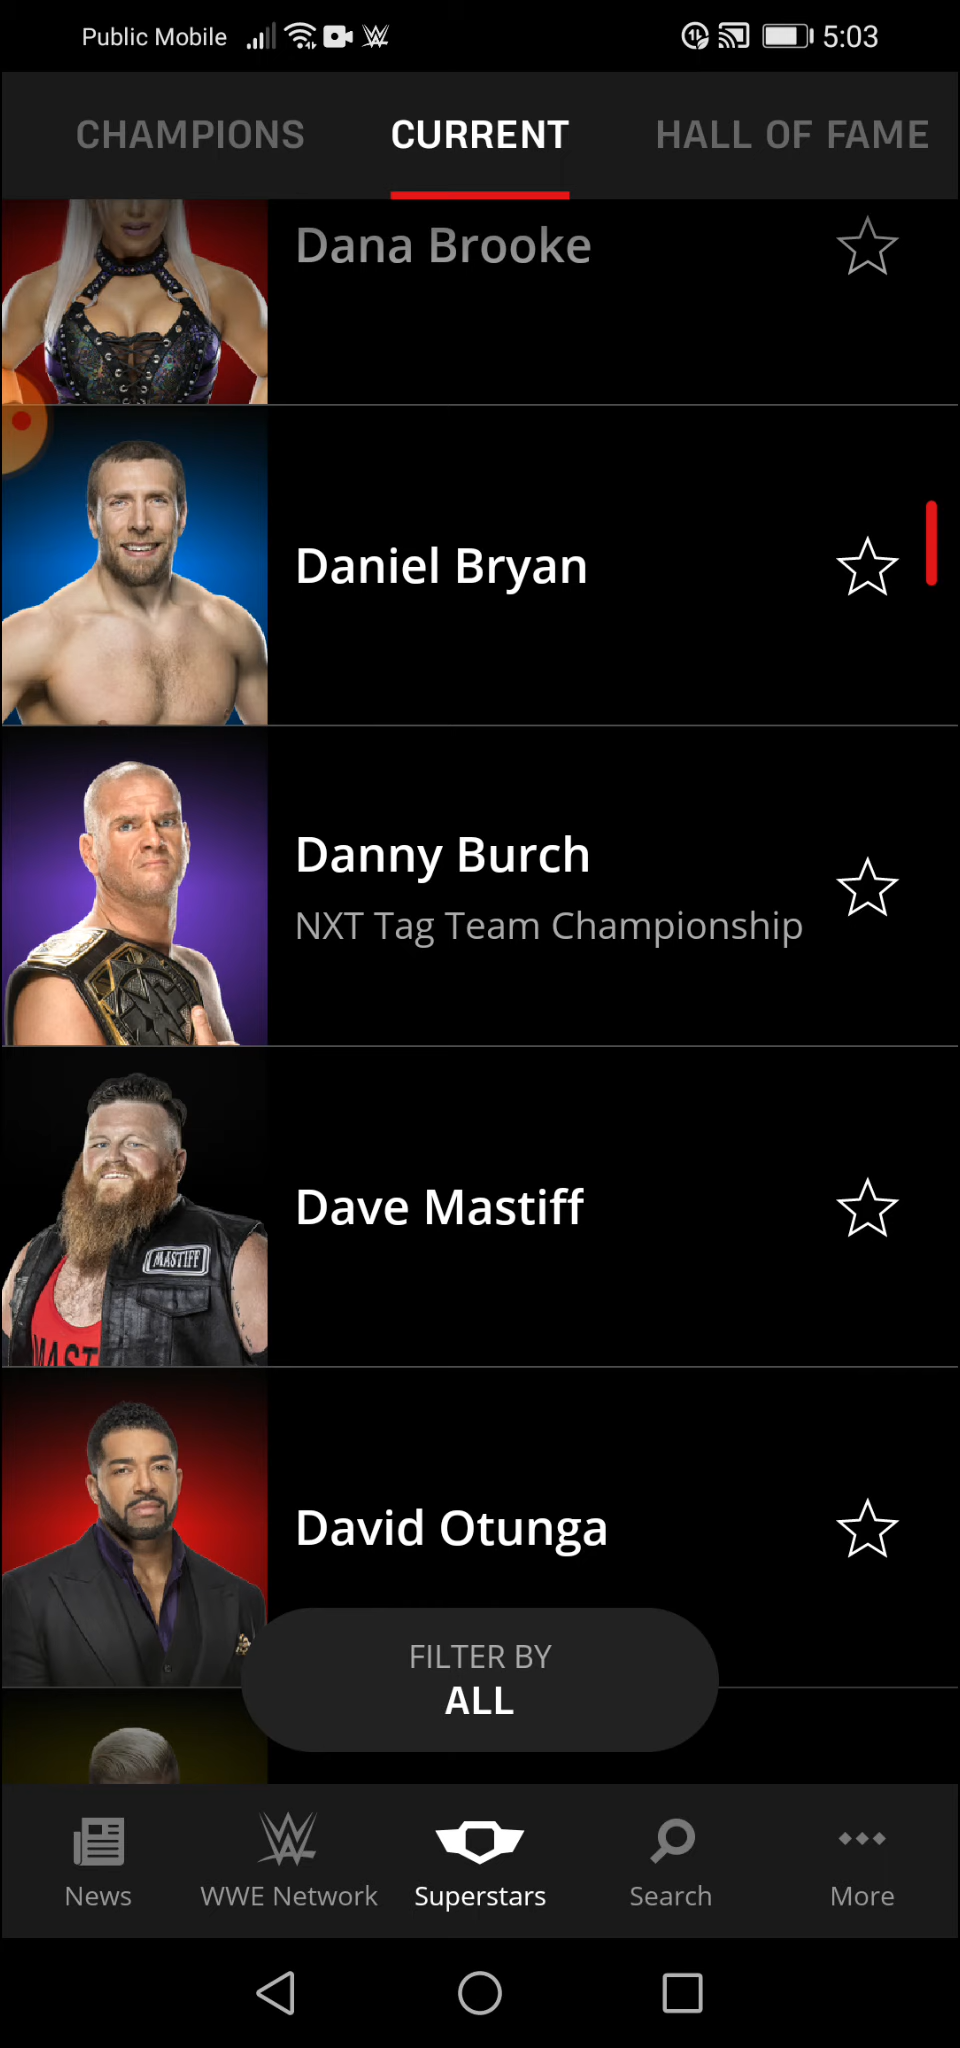 Public Mobile 5:03
CHAMPIONS CURRENT HALL OF FAME
Dana Brooke
Daniel Bryan
Danny Burch
NXT Tag Team Championship
Dave Mastiff
MASTIFF
MAST
David Otunga
FILTER BY
ALL
News WWE Network Superstars Search More